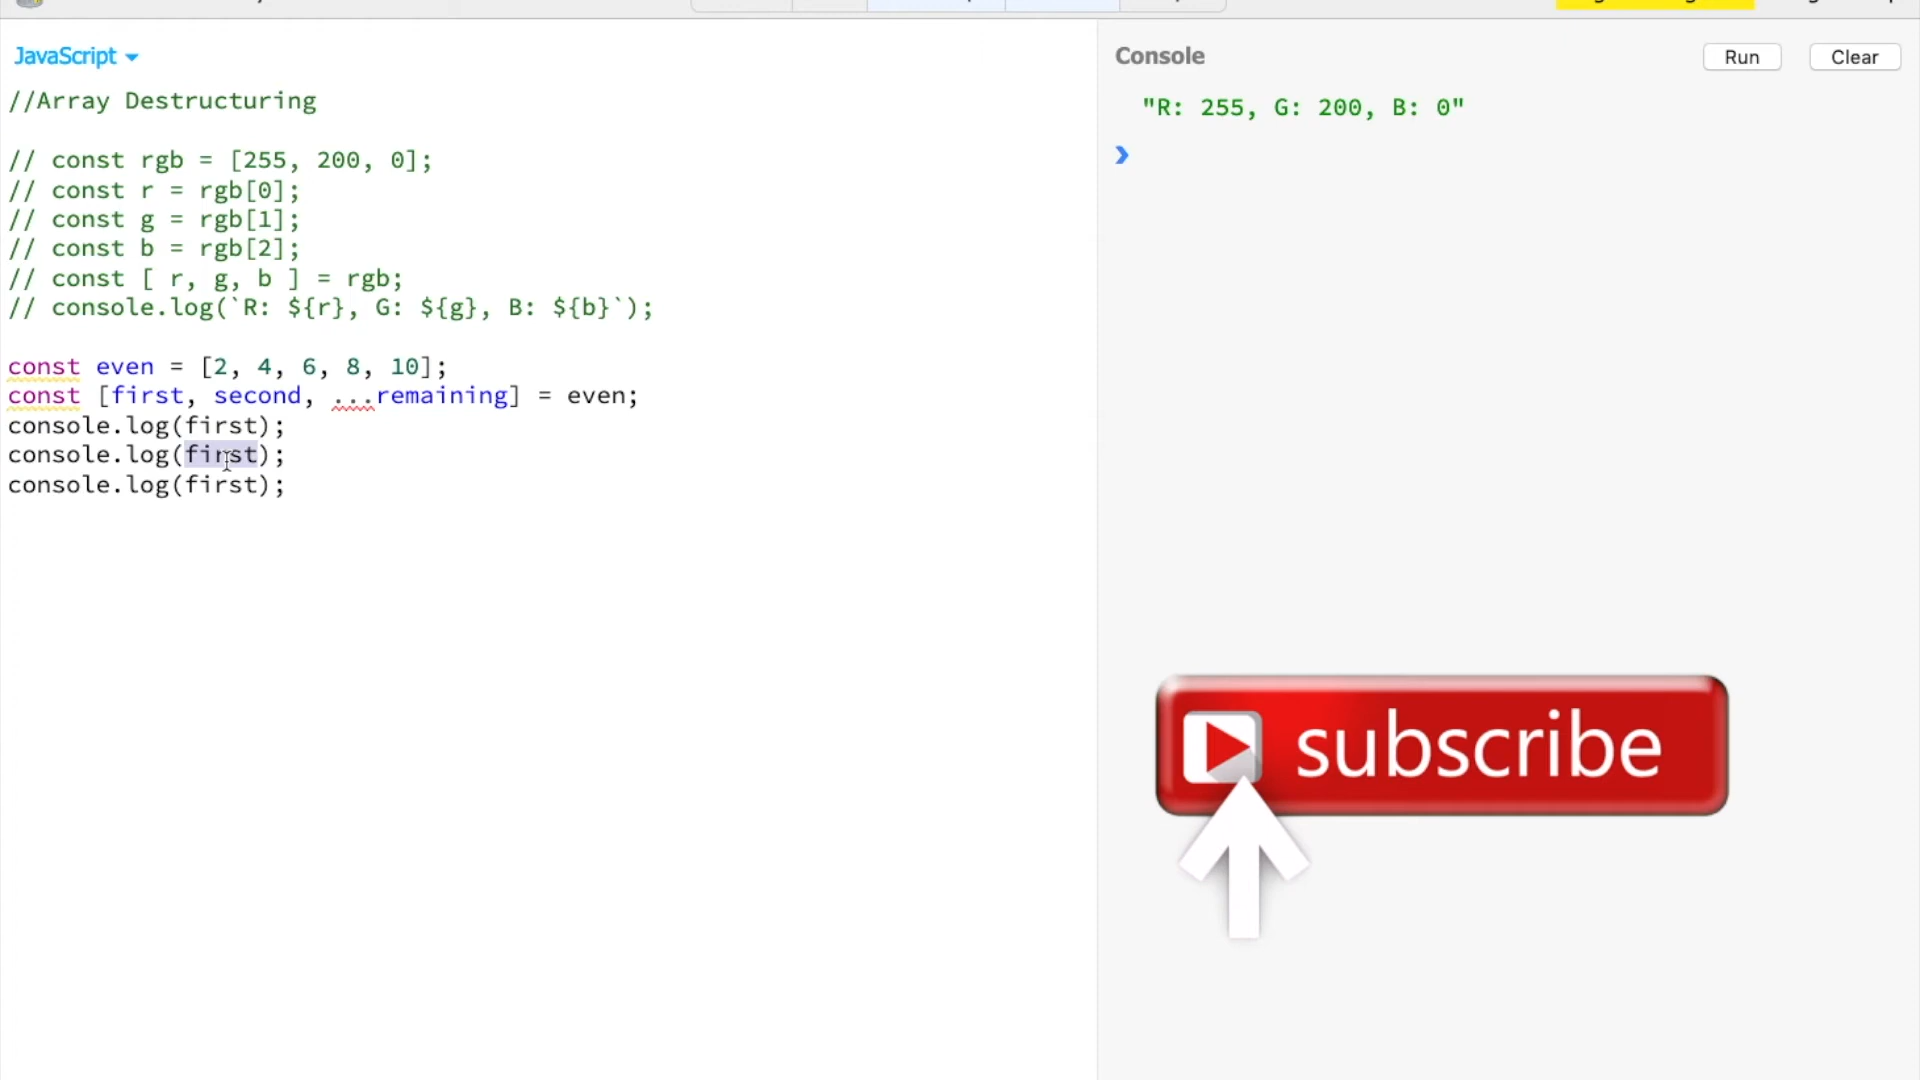 JavaScript
Console
Run
Clear
//Array Destructuring
// const rgb = [255, 200, 0];
// const r = rgb[0];
// const g = rgb[1];
// const b = rgb[2];
// const [ r, g, b ] = rgb;
// console.log(`R: ${r}, G: ${g}, B: ${b}`);
const even = [2, 4, 6, 8, 10];
const [first, second, ...remaining] = even;
console.log(first);
console.log(first);
console.log(first);
"R: 255, G: 200, B: 0"
subscribe